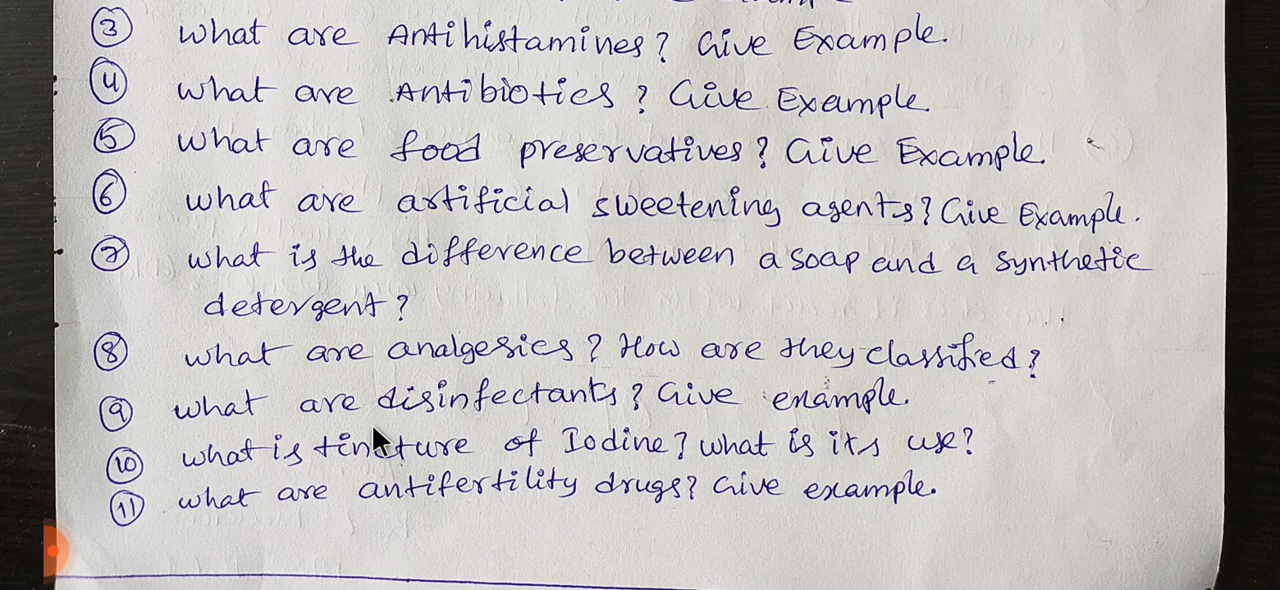 ③ what are Antihistamines? Give Example.
④ what are Antibiotics? Give Example.
⑤ what are food preservatives? Give Example.
⑥ what are artificial sweetening agents? Give Example.
⑦ what is the difference between a soap and a synthetic
detergent?
⑧ what are analgesics? How are they classified?
⑨ what are disinfectants? Give example.
⑩ what is tincture of Iodine? what is its use?
⑪ what are antifertility drugs? Give example.